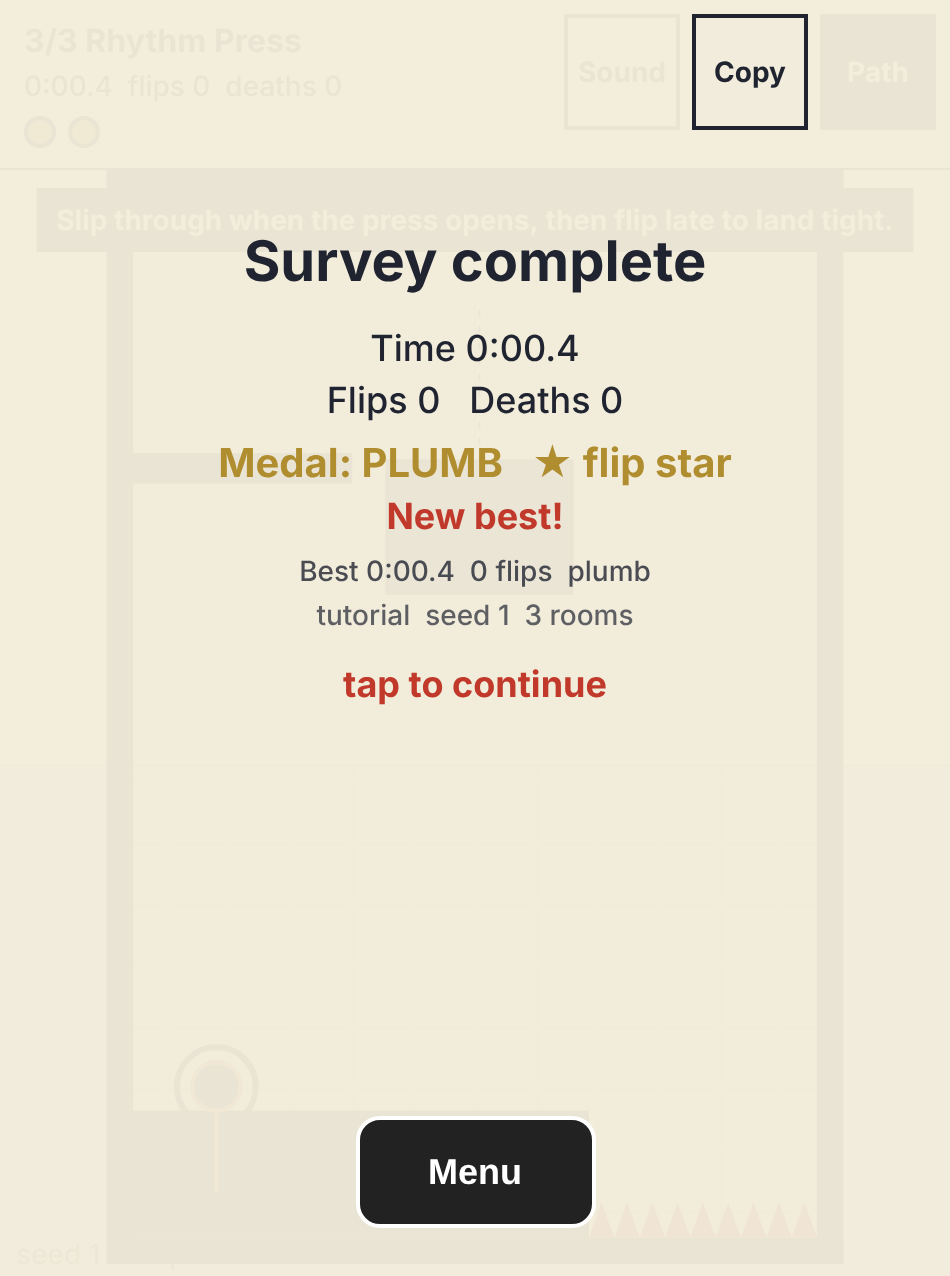 3/3 Rhythm Press
0:00.4 flips 0 deaths 0
Sound
Copy
Path
Slip through when the press opens, then flip late to land tight.
Survey complete
Time 0:00.4
Flips 0 Deaths 0
Medal: PLUMB ★ flip star
New best!
Best 0:00.4 0 flips plumb
tutorial seed 1 3 rooms
tap to continue
Menu
seed 1